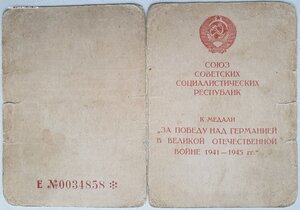 Е №0034858
СОЮЗ
СОВЕТСКИХ
СОЦИАЛИСТИЧЕСКИХ
РЕСПУБЛИК
К МЕДАЛИ
„ЗА ПОБЕДУ НАД ГЕРМАНИЕЙ
В ВЕЛИКОЙ ОТЕЧЕСТВЕННОЙ
ВОЙНЕ 1941—1945 гг.“